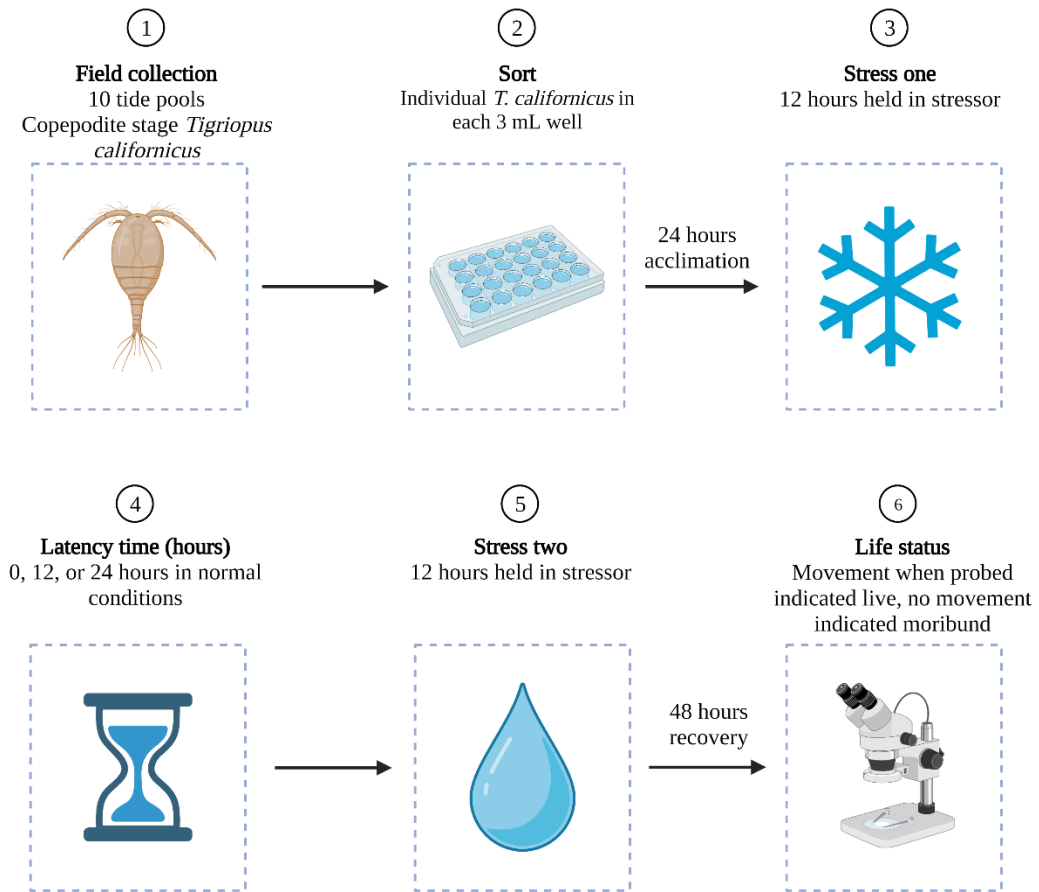 1
Field collection
10 tide pools
Copepodite stage Tigriopus
californicus
2
Sort
Individual T. californicus in
each 3 mL well
24 hours
acclimation
3
Stress one
12 hours held in stressor
4
Latency time (hours)
0, 12, or 24 hours in normal
conditions
5
Stress two
12 hours held in stressor
48 hours
recovery
6
Life status
Movement when probed
indicated live, no movement
indicated moribund